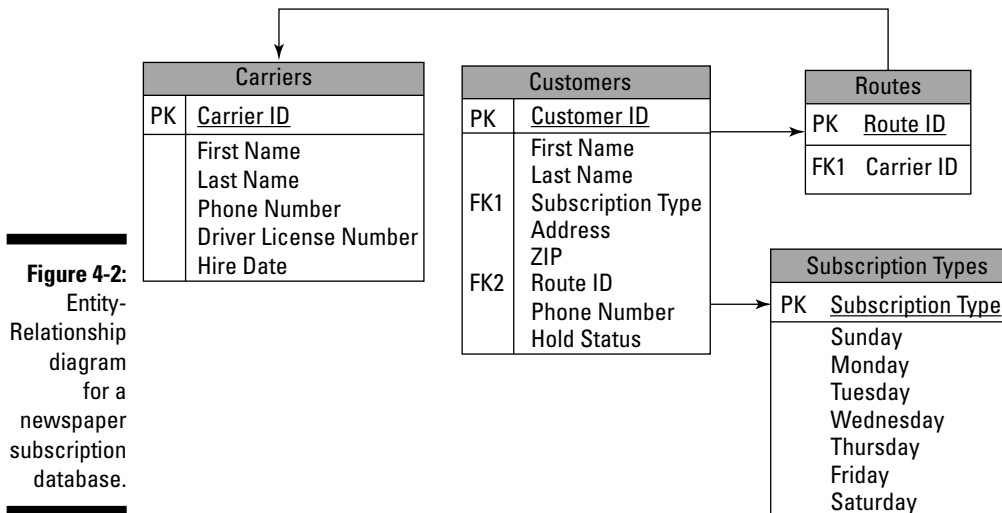 Carriers
PK Carrier ID
First Name
Last Name
Phone Number
Driver License Number
Hire Date
Customers
PK Customer ID
First Name
Last Name
FK1 Subscription Type
Address
ZIP
FK2 Route ID
Phone Number
Hold Status
Routes
PK Route ID
FK1 Carrier ID
Subscription Types
PK Subscription Type
Sunday
Monday
Tuesday
Wednesday
Thursday
Friday
Saturday
Figure 4-2:
Entity-
Relationship
diagram
for a
newspaper
subscription
database.